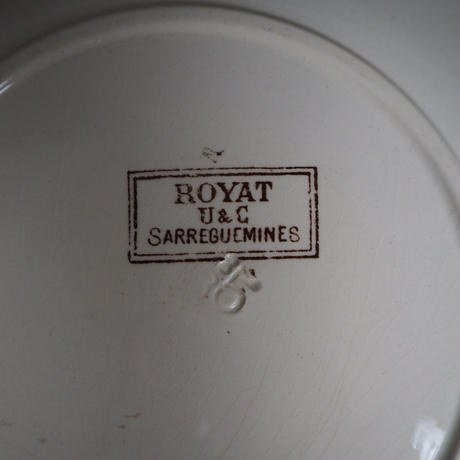 ROYAT
U & C
SARREGUEMINES